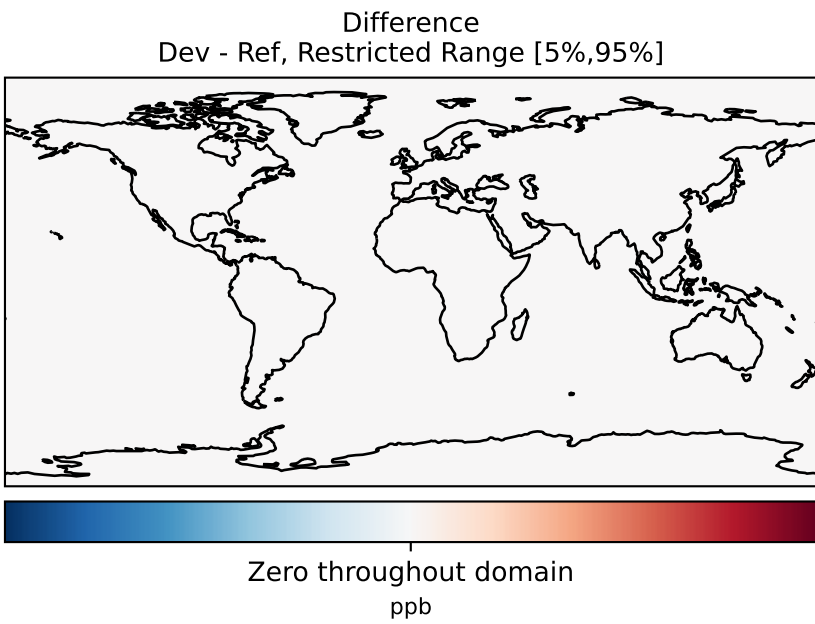 Difference
Dev - Ref, Restricted Range [5%,95%]
Zero throughout domain
ppb